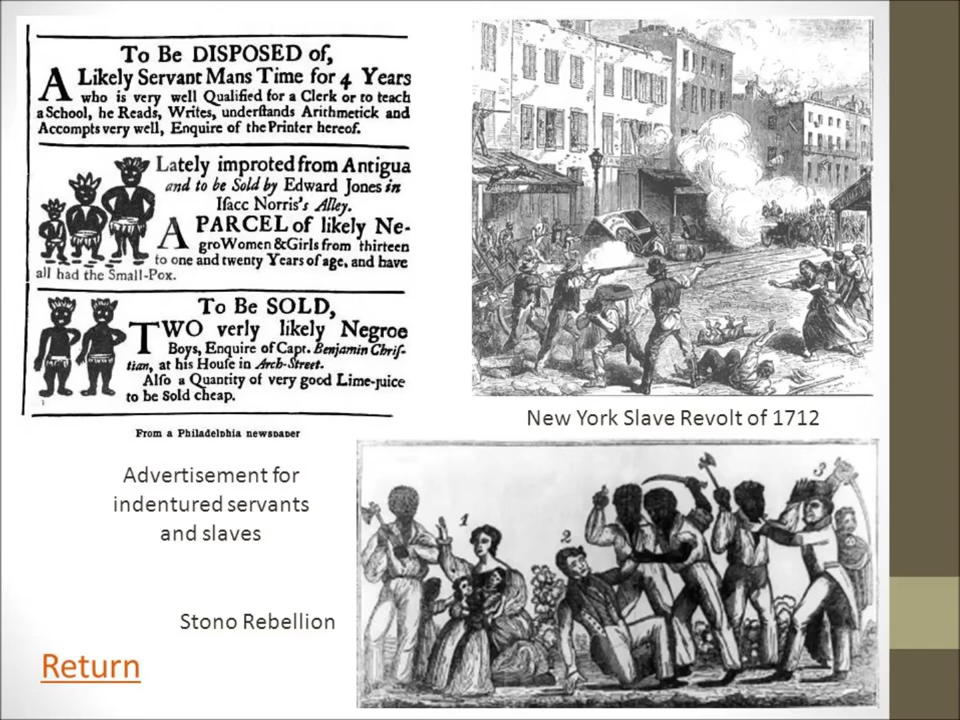 To Be DISPOSED of,
A Likely Servant Mans Time for 4 Years
who is very well Qualified for a Clerk or to teach
a School, he Reads, Writes, underſtands Arithmetick and
Accompts very well, Enquire of the Printer hereof.
Lately improted from Antigua
and to be Sold by Edward Jones in
Iſacc Norris's Alley.
A PARCEL of likely Ne-
gro Women & Girls from thirteen
to one and twenty Years of age, and have
all had the Small-Pox.
To Be SOLD,
TWO verly likely Negroe
Boys, Enquire of Capt. Benjamin Chriſ-
tian, at his Houſe in Arch-Street.
Alſo a Quantity of very good Lime-juice
to be Sold cheap.
From a Philadelphia newspaper
New York Slave Revolt of 1712
Advertisement for
indentured servants
and slaves
1
2
3
Stono Rebellion
Return